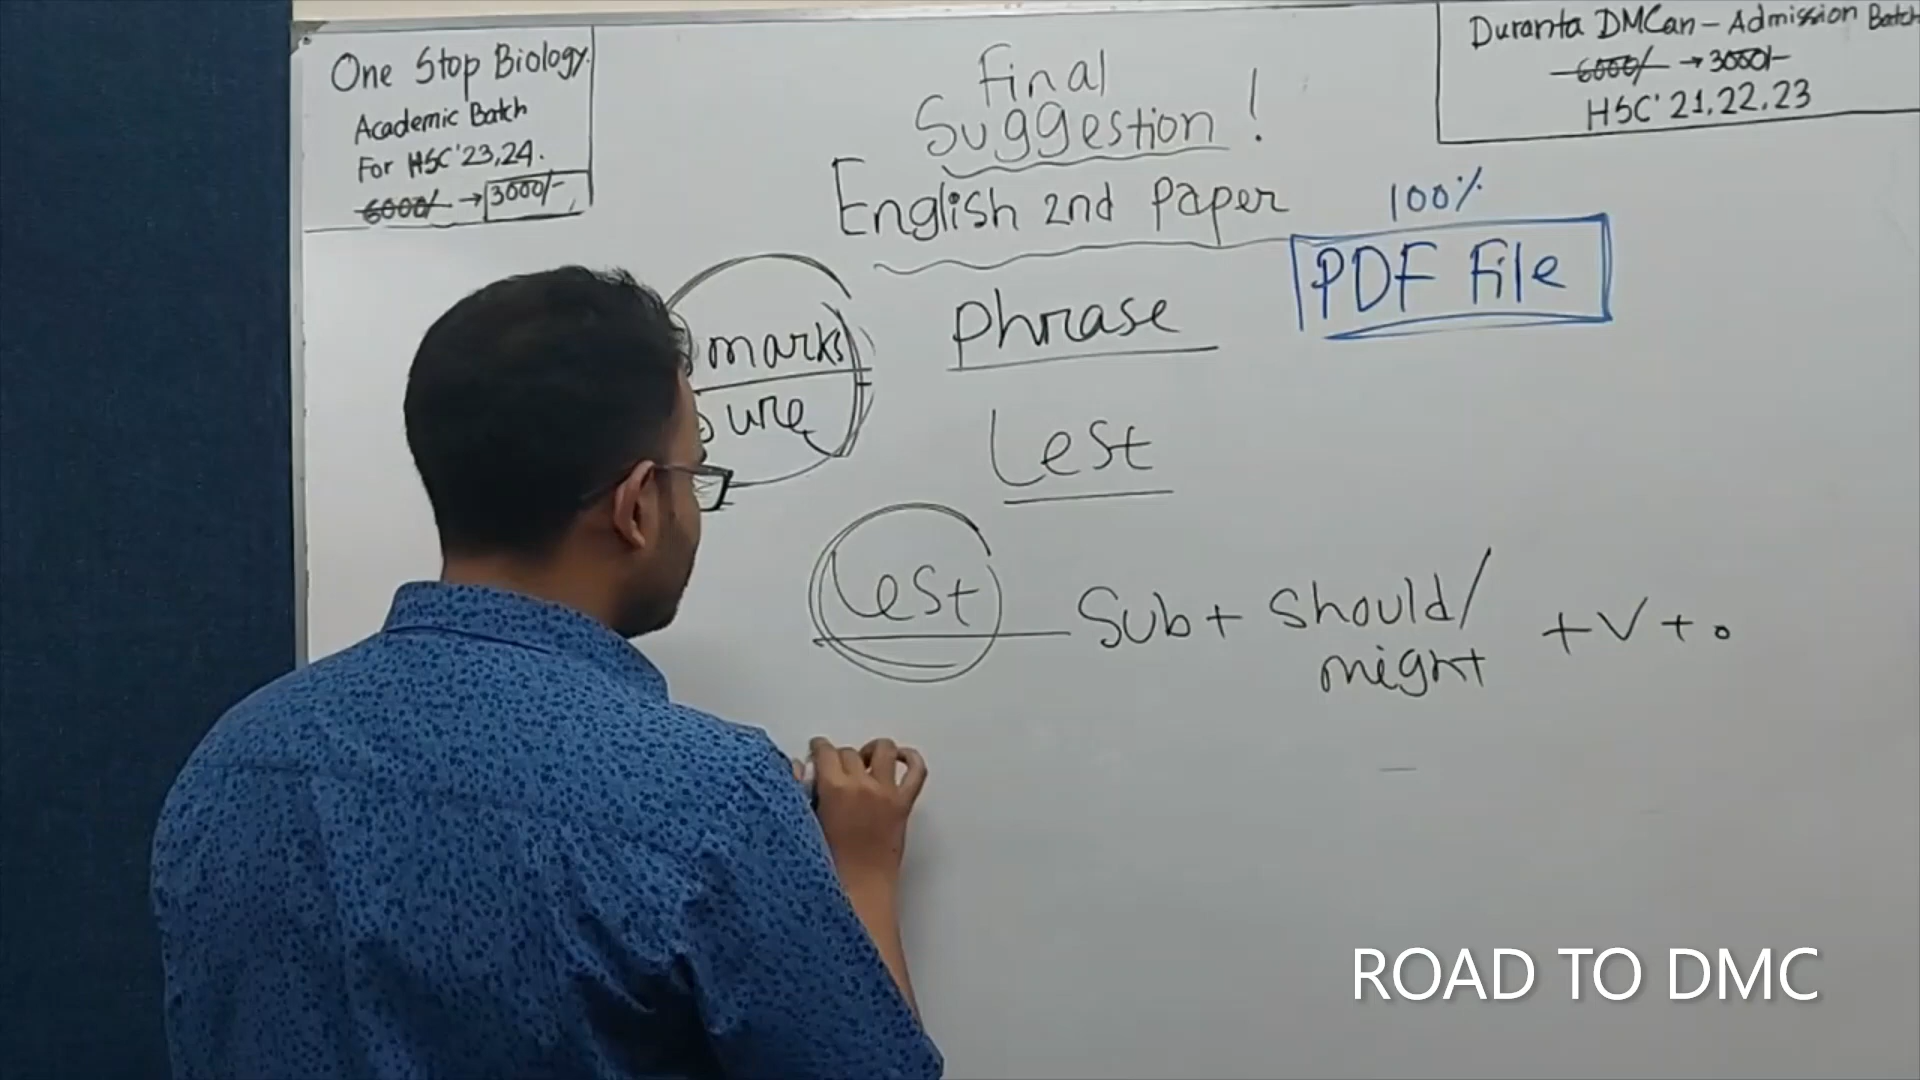 One Stop Biology
Academic Batch
For HSC'23,24.
6000/- → 3000/-
Final
Suggestion!
English 2nd Paper
Duranta DMCan - Admission Batch
6000/- → 3000/-
HSC'21,22,23
100%
PDF File
marks
Phrase
Lest
Lest Sub + Should/ + V + o
might
ROAD TO DMC